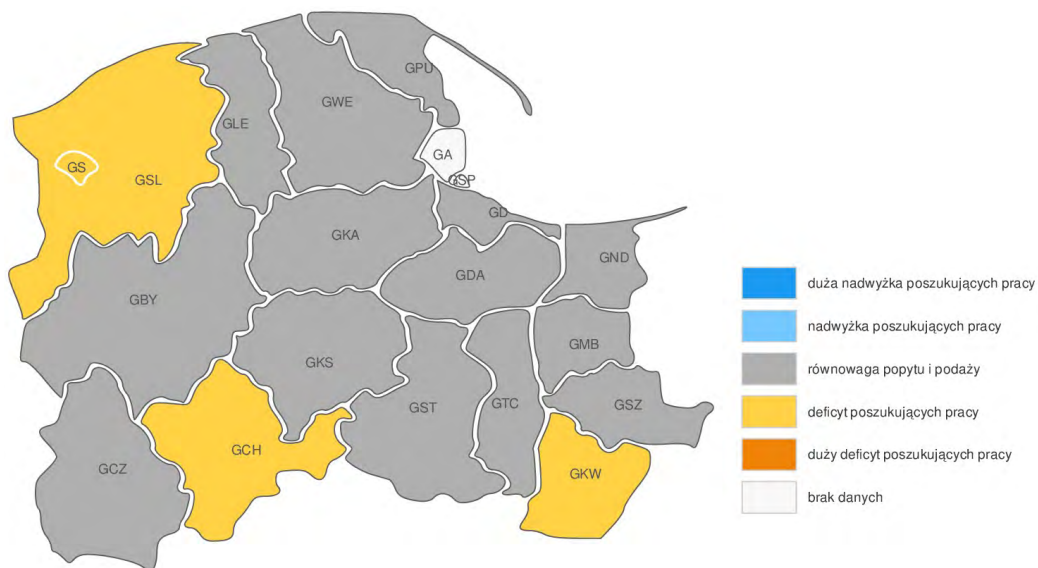 GPU
GWE
GLE
GA
GS
GSL
GSP
GD
GKA
GND
GDA
GBY
GMB
GKS
GST
GTC
GSZ
GCH
GCZ
GKW
duża nadwyżka poszukujących pracy
nadwyżka poszukujących pracy
równowaga popytu i podaży
deficyt poszukujących pracy
duży deficyt poszukujących pracy
brak danych